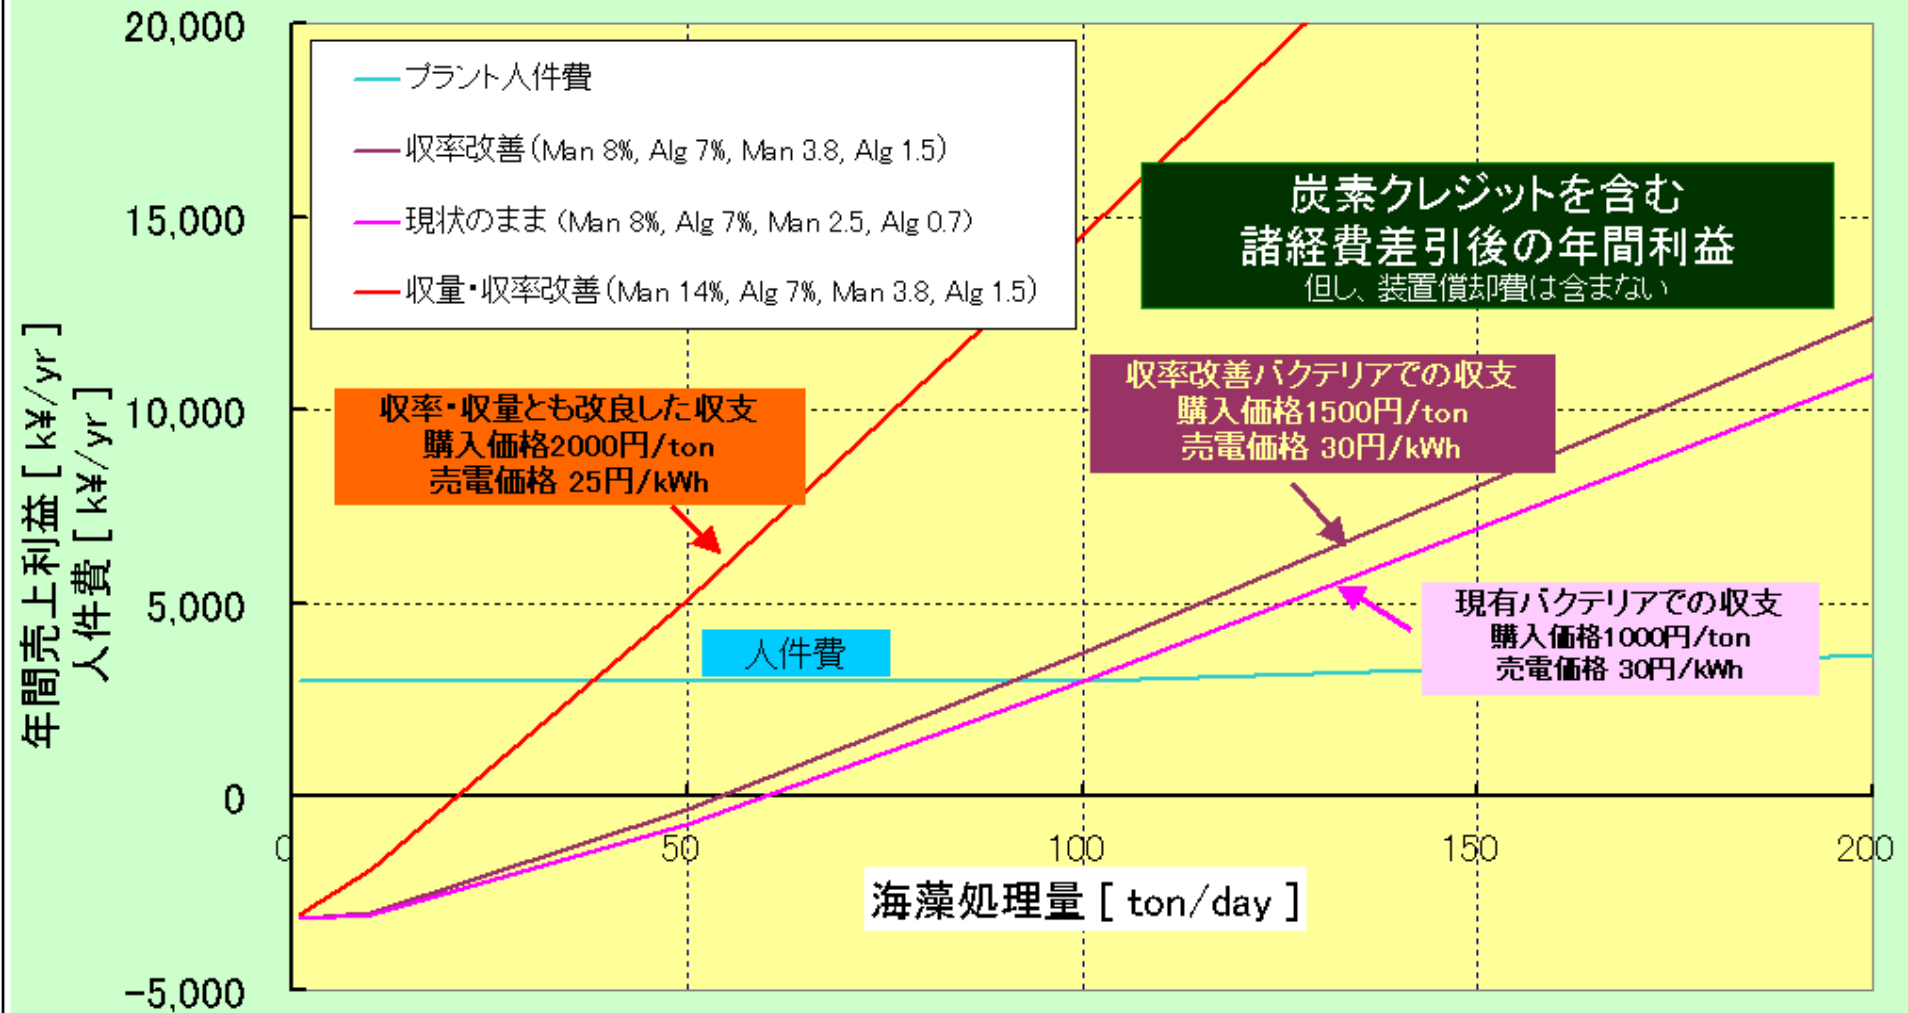 20,000
15,000
10,000
5,000
0
-5,000
年間売上利益 [ k¥/yr ]
人件費 [ k¥/yr ]
プラント人件費
収率改善(Man 8%, Alg 7%, Man 3.8, Alg 1.5)
現状のまま (Man 8%, Alg 7%, Man 2.5, Alg 0.7)
収量・収率改善(Man 14%, Alg 7%, Man 3.8, Alg 1.5)
炭素クレジットを含む
諸経費差引後の年間利益
但し、装置償却費は含まない
収率・収量とも改良した収支
購入価格2000円/ton
売電価格 25円/kWh
収率改善バクテリアでの収支
購入価格1500円/ton
売電価格 30円/kWh
現有バクテリアでの収支
購入価格1000円/ton
売電価格 30円/kWh
人件費
0 50 100 150 200
海藻処理量 [ ton/day ]